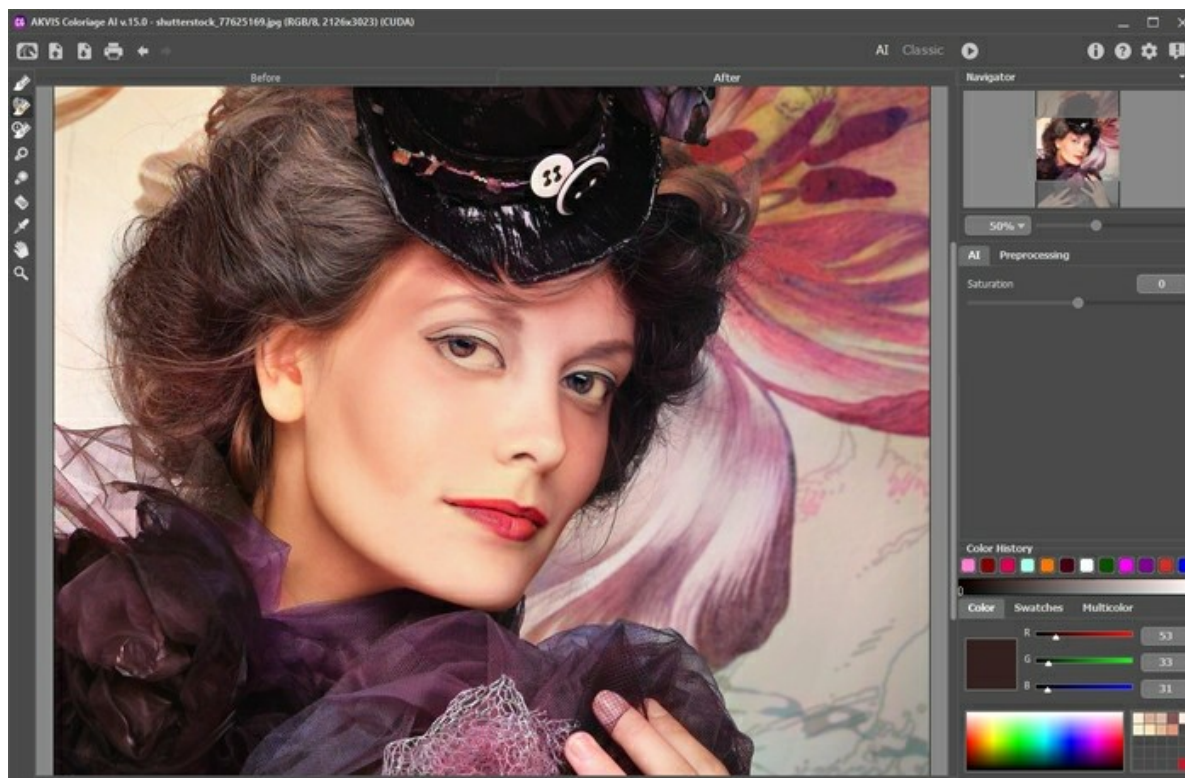 AKVIS Coloriage AI v.15.0 - shutterstock_77625169.jpg (RGB/8, 2126x3023) (CUDA)
AI Classic
Before After
Navigator
50%
AI Preprocessing
Saturation 0
Color History
Color Swatches Multicolor
R 53
G 33
B 31